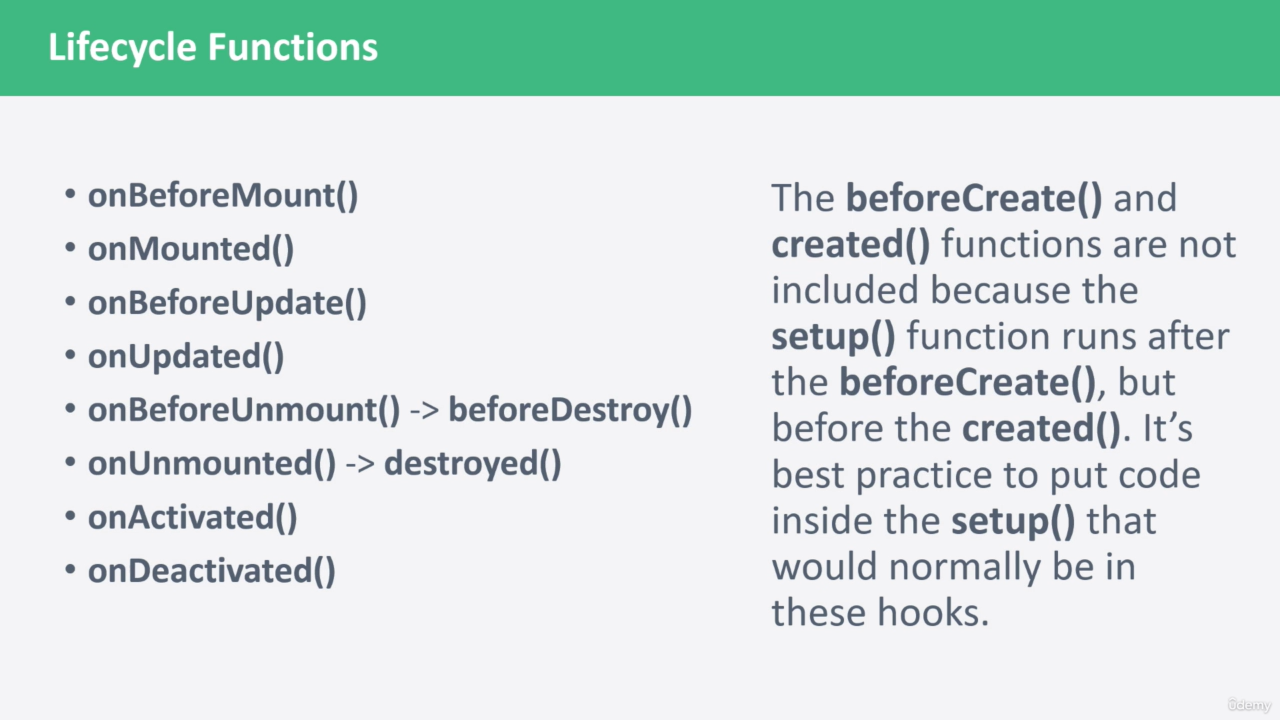 Lifecycle Functions
• onBeforeMount()
• onMounted()
• onBeforeUpdate()
• onUpdated()
• onBeforeUnmount() -> beforeDestroy()
• onUnmounted() -> destroyed()
• onActivated()
• onDeactivated()
The beforeCreate() and
created() functions are not
included because the
setup() function runs after
the beforeCreate(), but
before the created(). It’s
best practice to put code
inside the setup() that
would normally be in
these hooks.
ûdemy